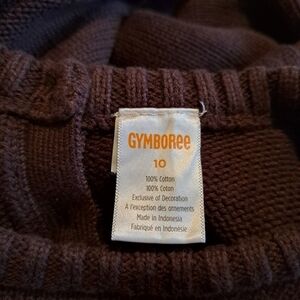 GYMBOREE
10
100% Cotton
100% Coton
Exclusive of Decoration
À l'exception des ornements
Made in Indonesia
Fabriqué en Indonésie